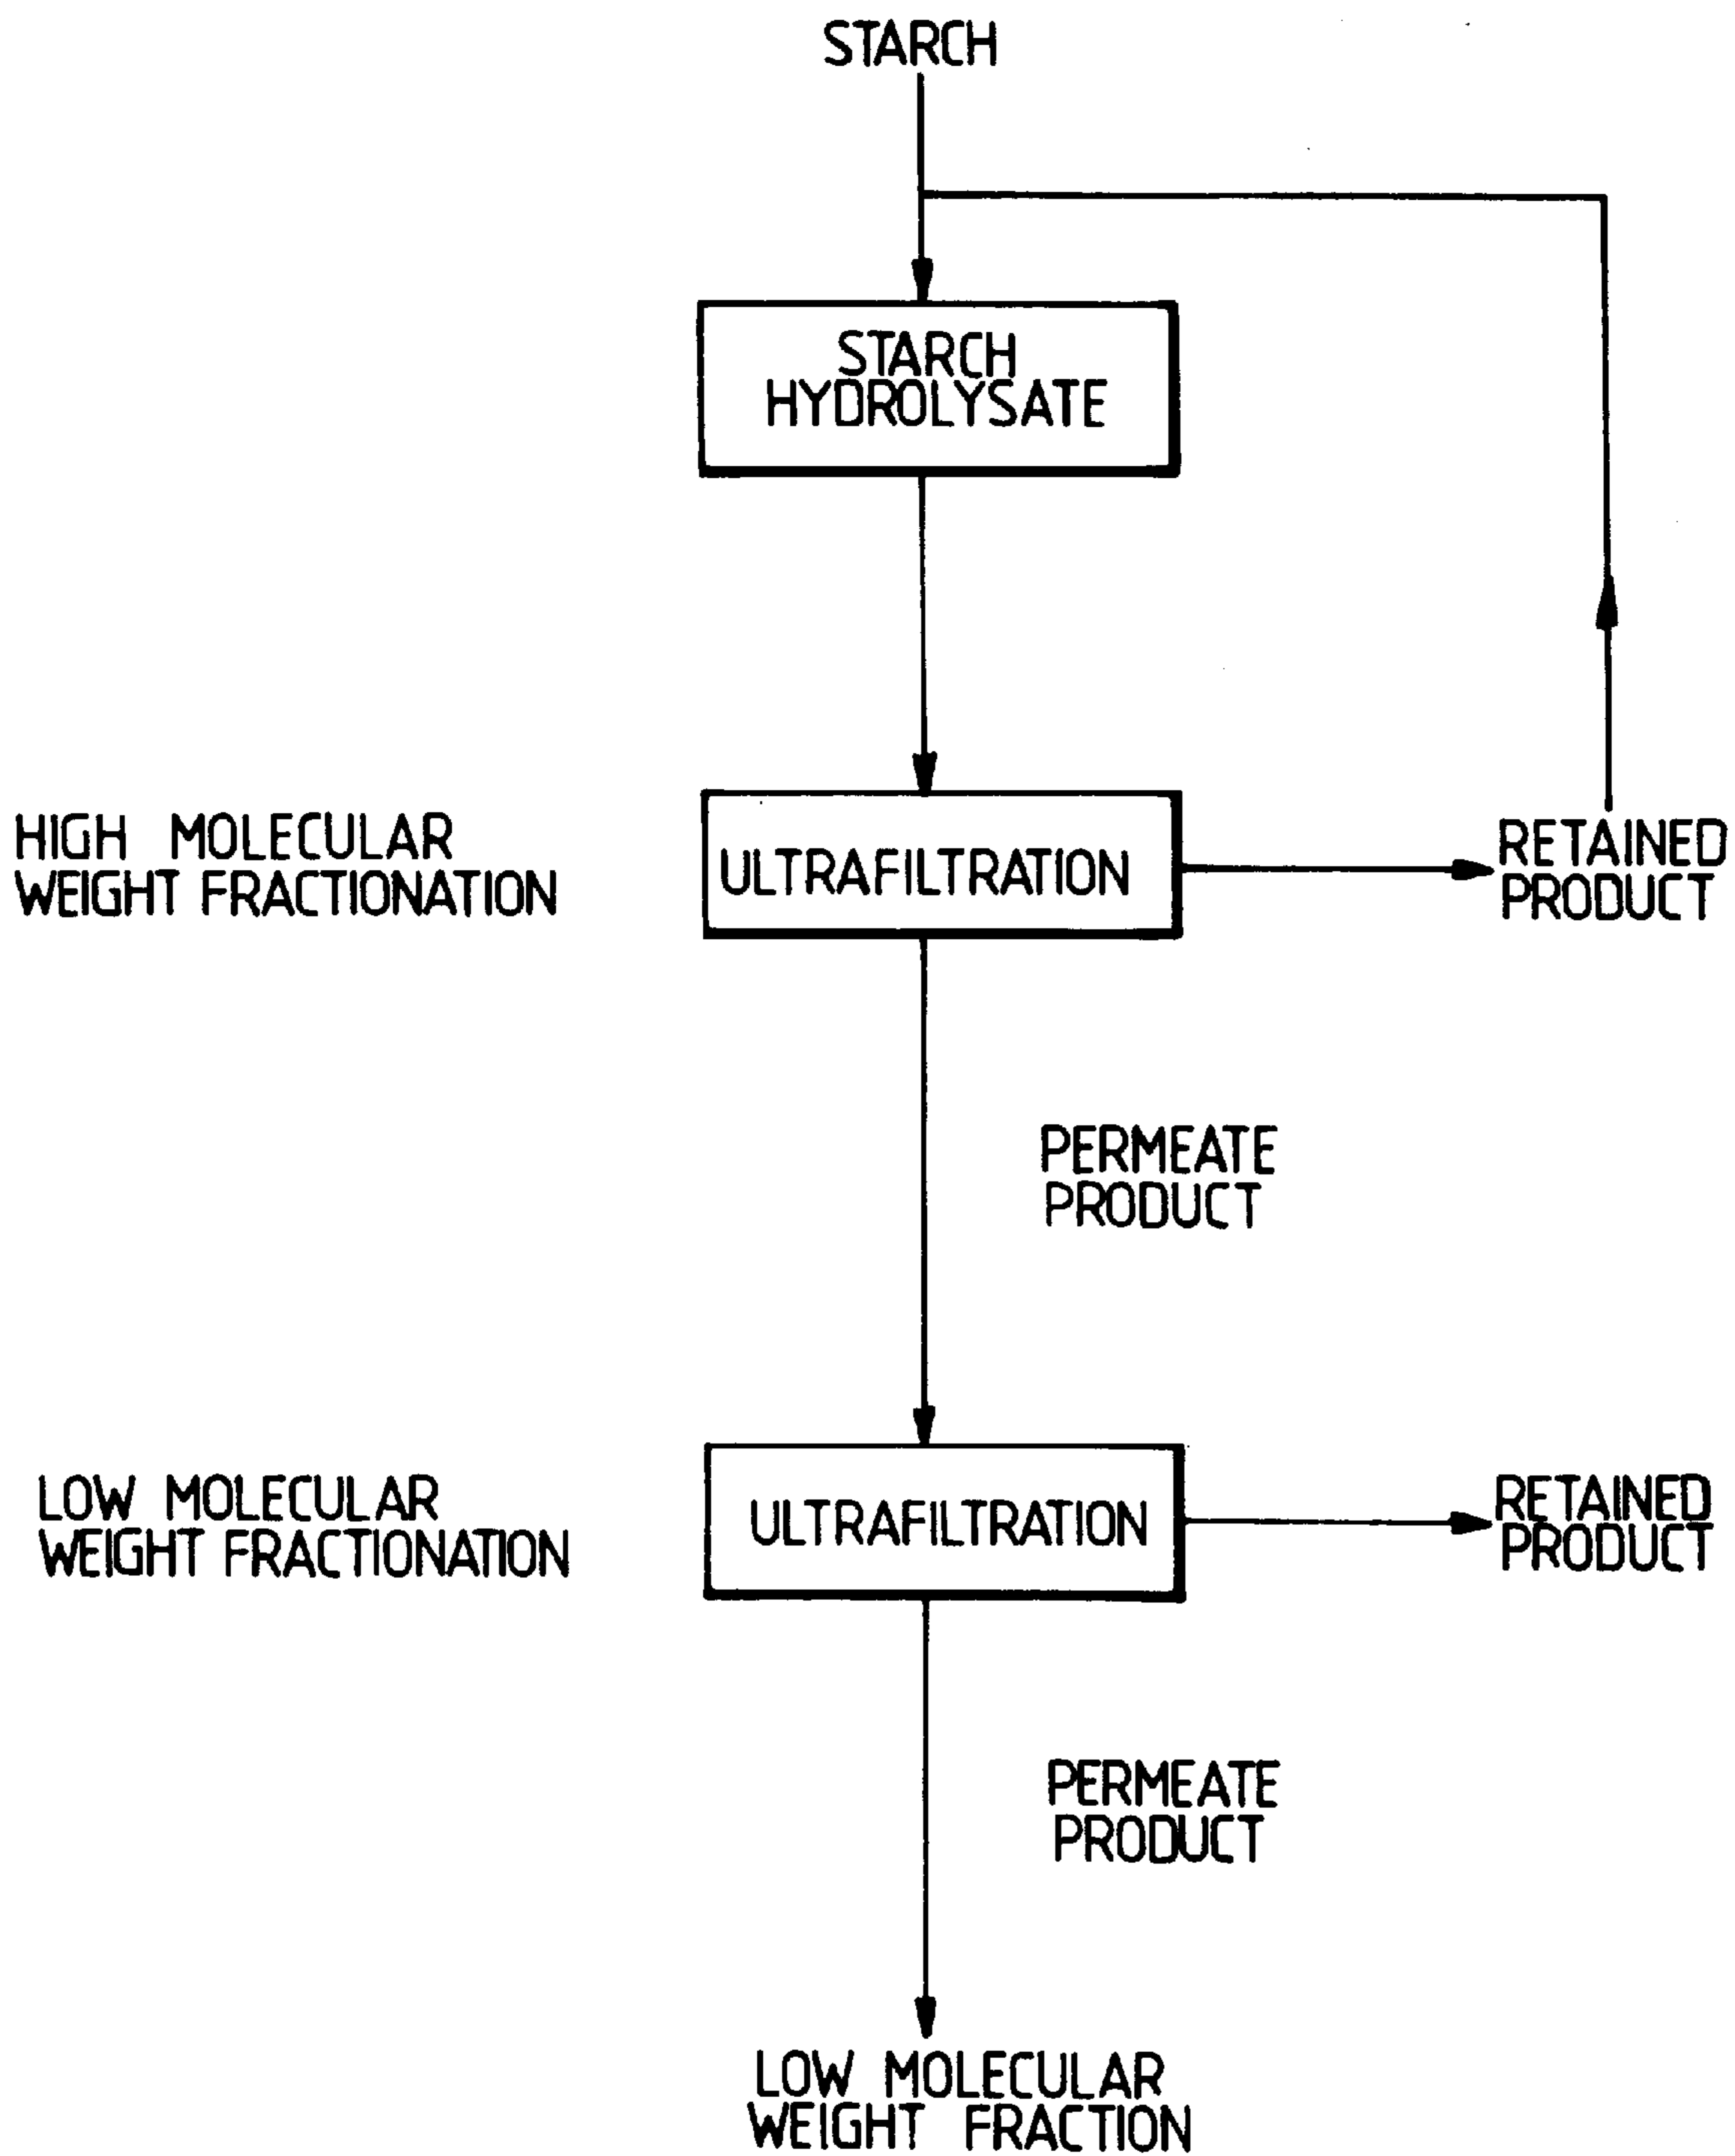 STARCH
STARCH
HYDROLYSATE
HIGH MOLECULAR
WEIGHT FRACTIONATION
ULTRAFILTRATION
RETAINED
PRODUCT
PERMEATE
PRODUCT
LOW MOLECULAR
WEIGHT FRACTIONATION
ULTRAFILTRATION
RETAINED
PRODUCT
PERMEATE
PRODUCT
LOW MOLECULAR
WEIGHT FRACTION